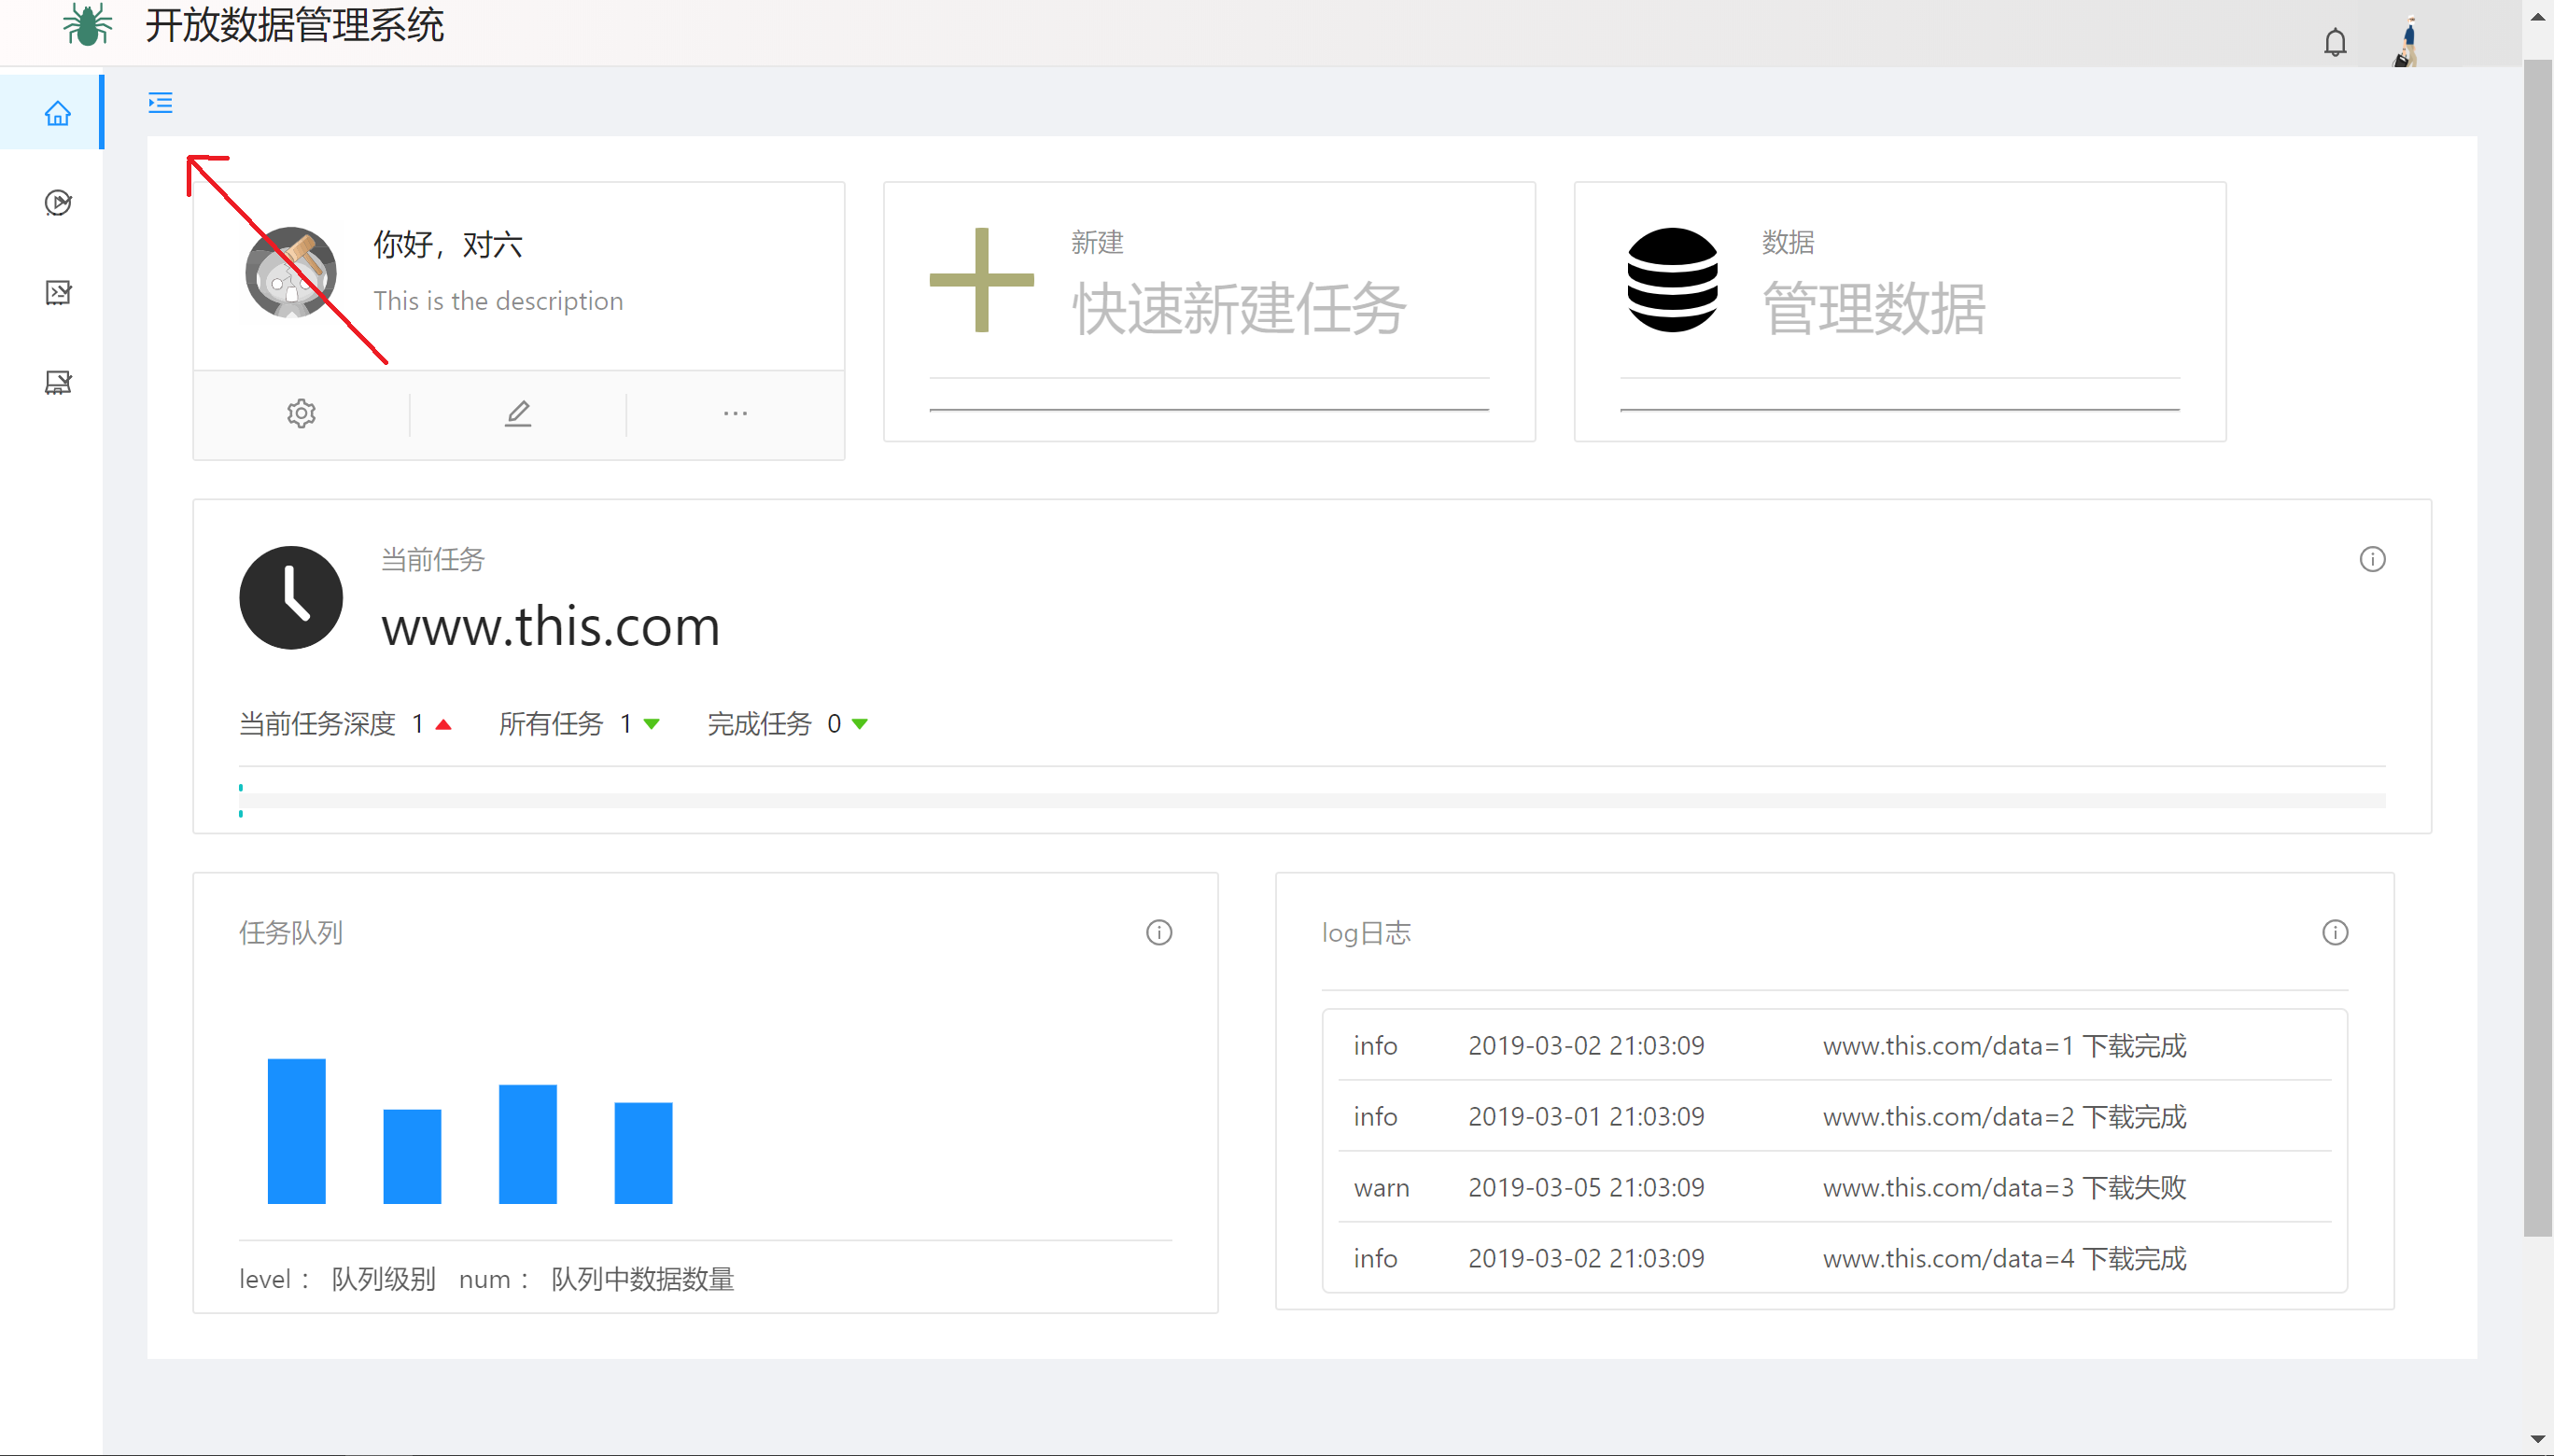 开放数据管理系统
你好，对六
This is the description
新建
快速新建任务
数据
管理数据
当前任务
www.this.com
当前任务深度 1 所有任务 1 完成任务 0
任务队列
level： 队列级别 num： 队列中数据数量
log日志
info 2019-03-02 21:03:09 www.this.com/data=1 下载完成
info 2019-03-01 21:03:09 www.this.com/data=2 下载完成
warn 2019-03-05 21:03:09 www.this.com/data=3 下载失败
info 2019-03-02 21:03:09 www.this.com/data=4 下载完成